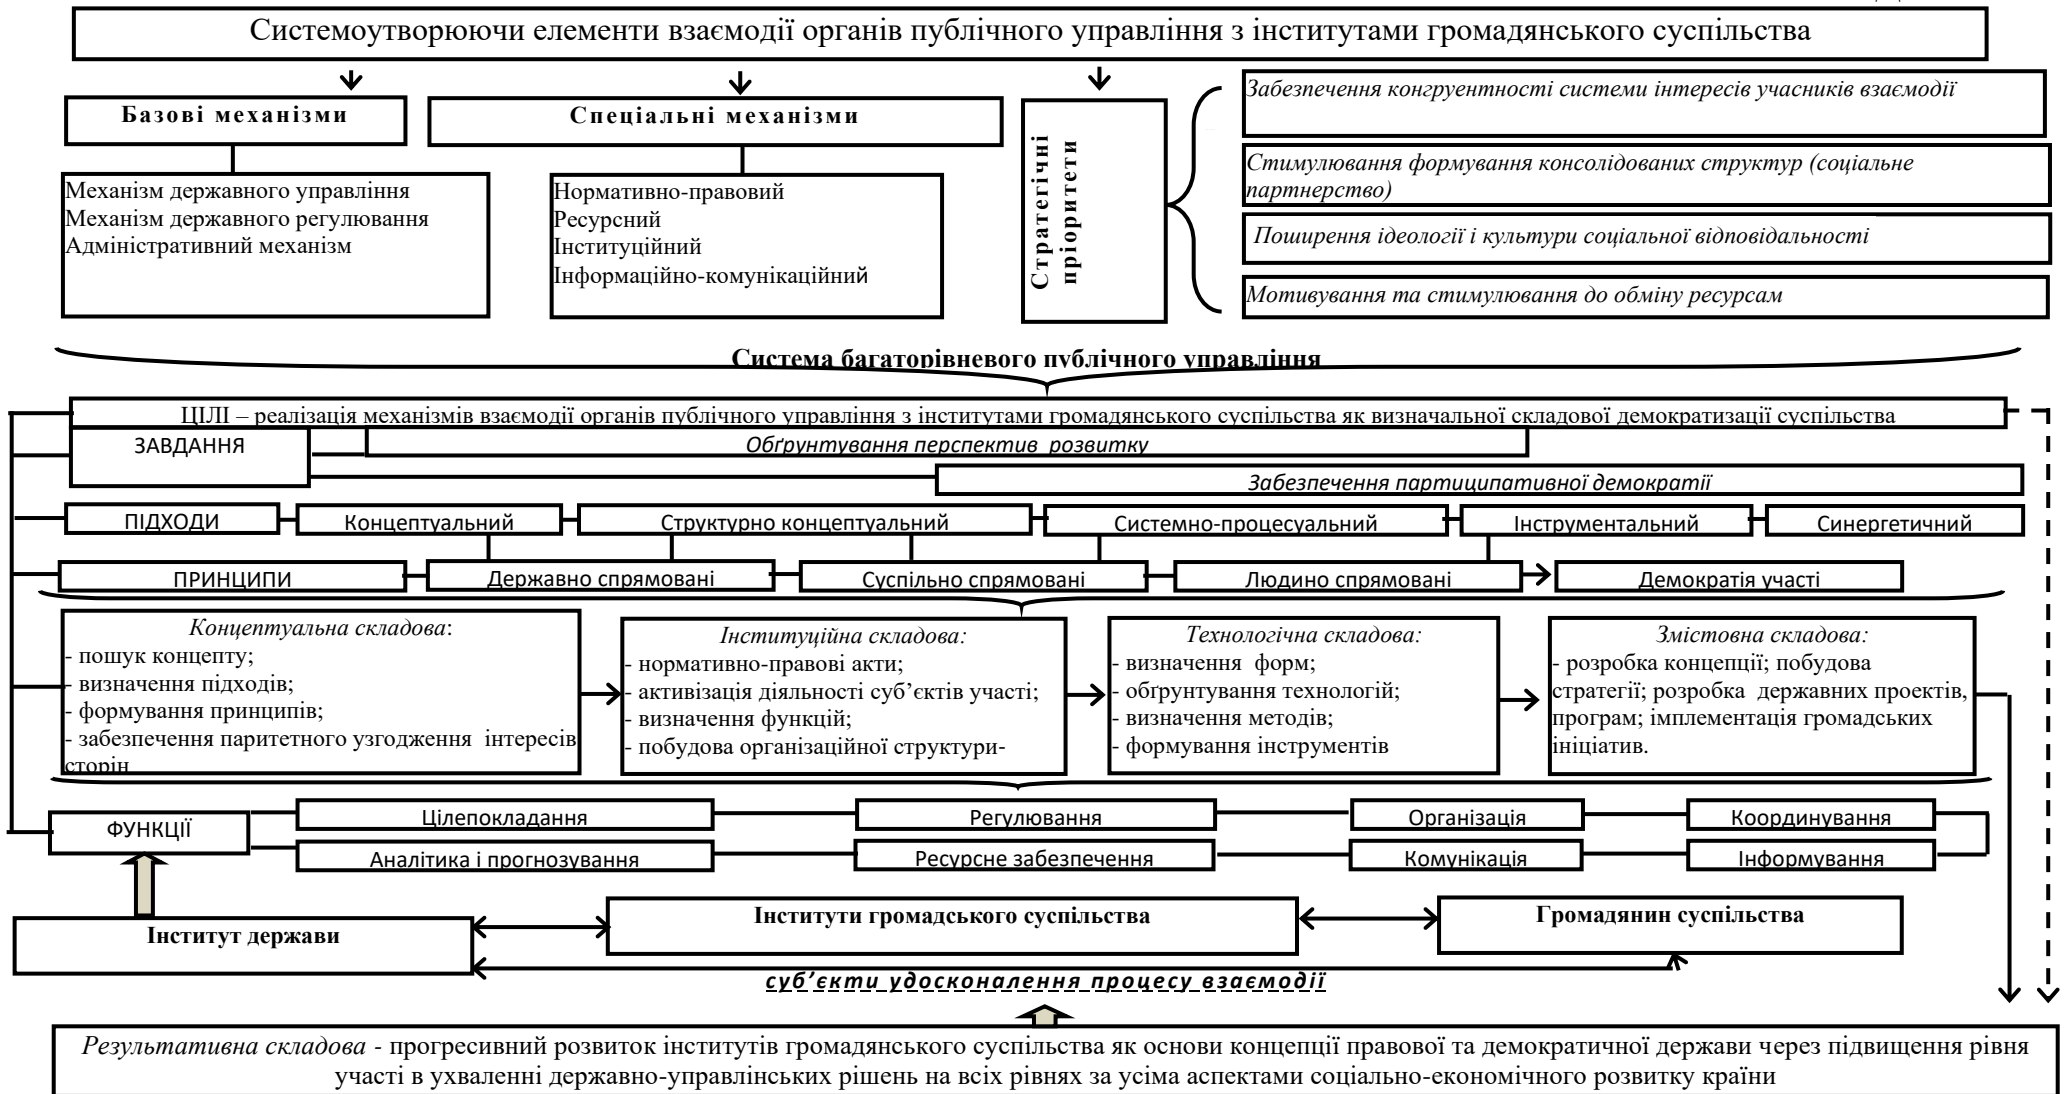 Системоутворюючи елементи взаємодії органів публічного управління з інститутами громадянського суспільства
Базові механізми
Спеціальні механізми
Стратегічні
пріоритети
Механізм державного управління
Механізм державного регулювання
Адміністративний механізм
Нормативно-правовий
Ресурсний
Інституційний
Інформаційно-комунікаційний
Забезпечення конгруентності системи інтересів учасників взаємодії
Стимулювання формування консолідованих структур (соціальне
партнерство)
Поширення ідеології і культури соціальної відповідальності
Мотивування та стимулювання до обміну ресурсам
Система багаторівневого публічного управління
ЦІЛІ – реалізація механізмів взаємодії органів публічного управління з інститутами громадянського суспільства як визначальної складової демократизації суспільства
ЗАВДАННЯ
Обґрунтування перспектив розвитку
Забезпечення партиципативної демократії
ПІДХОДИ
Концептуальний
Структурно концептуальний
Системно-процесуальний
Інструментальний
Синергетичний
ПРИНЦИПИ
Державно спрямовані
Суспільно спрямовані
Людино спрямовані
Демократія участі
Концептуальна складова:
- пошук концепту;
- визначення підходів;
- формування принципів;
- забезпечення паритетного узгодження інтересів
сторін
Інституційна складова:
- нормативно-правові акти;
- активізація діяльності суб’єктів участі;
- визначення функцій;
- побудова організаційної структури-
Технологічна складова:
- визначення форм;
- обґрунтування технологій;
- визначення методів;
- формування інструментів
Змістовна складова:
- розробка концепції; побудова
стратегії; розробка державних проектів,
програм; імплементація громадських
ініціатив.
ФУНКЦІЇ
Цілепокладання
Регулювання
Організація
Координування
Аналітика і прогнозування
Ресурсне забезпечення
Комунікація
Інформування
Інститут держави
Інститути громадського суспільства
Громадянин суспільства
суб’єкти удосконалення процесу взаємодії
Результативна складова - прогресивний розвиток інститутів громадянського суспільства як основи концепції правової та демократичної держави через підвищення рівня
участі в ухваленні державно-управлінських рішень на всіх рівнях за усіма аспектами соціально-економічного розвитку країни